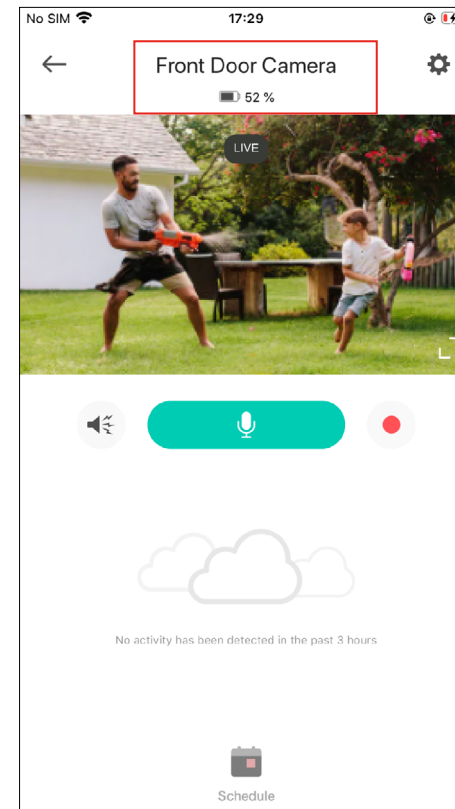 No SIM 17:29
Front Door Camera
52 %
LIVE
No activity has been detected in the past 3 hours
Schedule